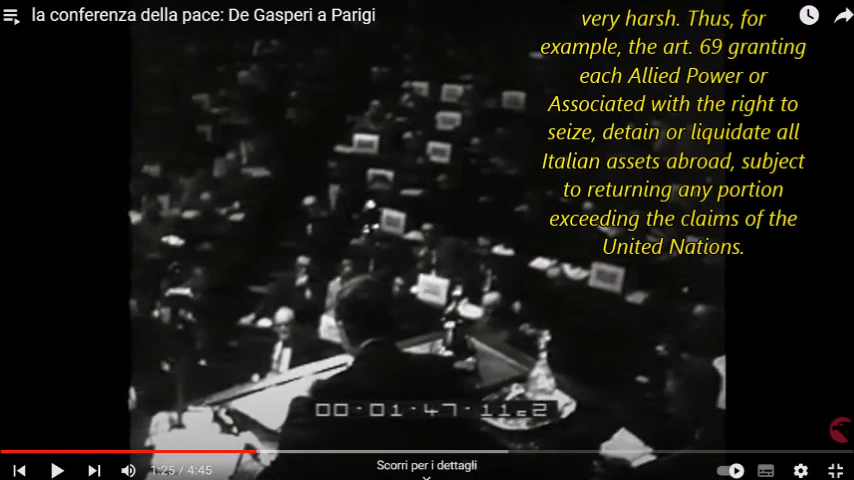 la conferenza della pace: De Gasperi a Parigi
very harsh. Thus, for
example, the art. 69 granting
each Allied Power or
Associated with the right to
seize, detain or liquidate all
Italian assets abroad, subject
to returning any portion
exceeding the claims of the
United Nations.
00·01·47·11.2
1:25 / 4:45
Scorri per i dettagli